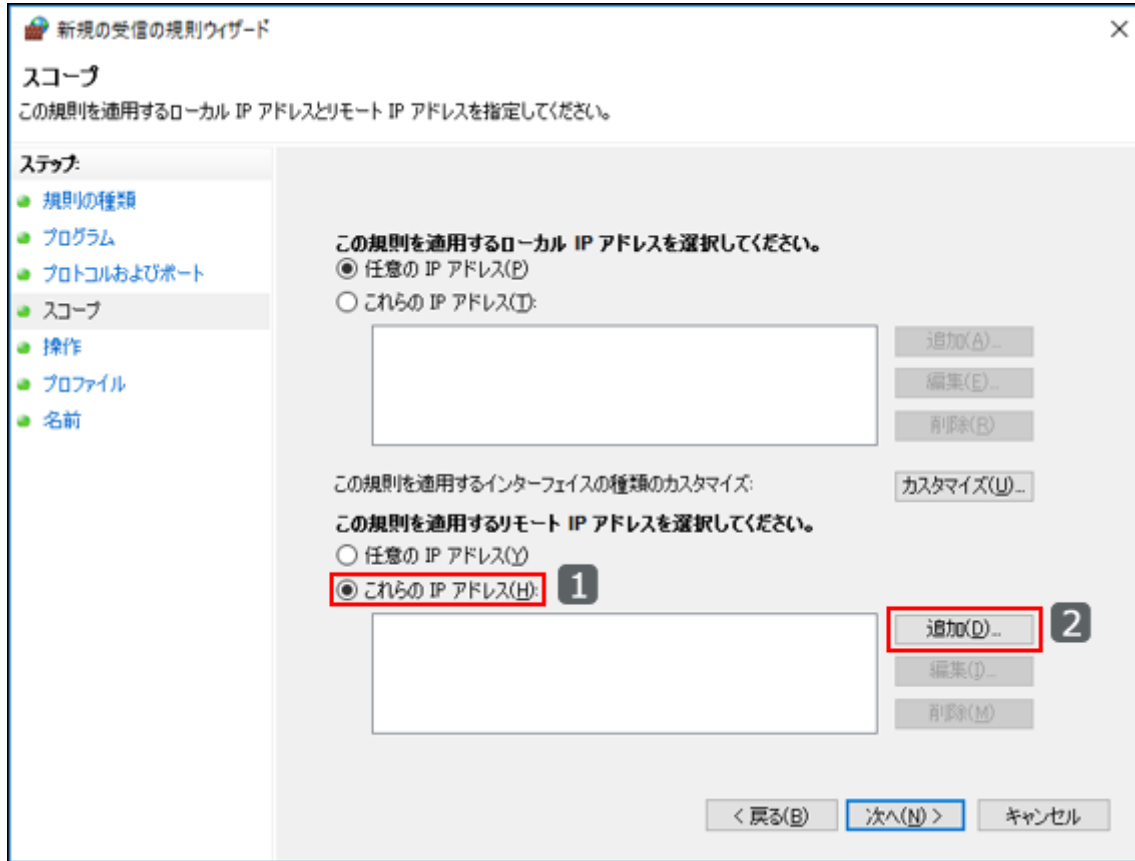 新規の受信の規則ウィザード
スコープ
この規則を適用するローカル IP アドレスとリモート IP アドレスを指定してください。
ステップ:
規則の種類
プログラム
プロトコルおよびポート
スコープ
操作
プロファイル
名前
この規則を適用するローカル IP アドレスを選択してください。
任意の IP アドレス(P)
これらの IP アドレス(T):
追加(A)...
編集(E)...
削除(R)
この規則を適用するインターフェイスの種類のカスタマイズ:
カスタマイズ(U)...
この規則を適用するリモート IP アドレスを選択してください。
任意の IP アドレス(Y)
これらの IP アドレス(H): 1
追加(D)... 2
編集(I)...
削除(M)
< 戻る(B) 次へ(N) > キャンセル